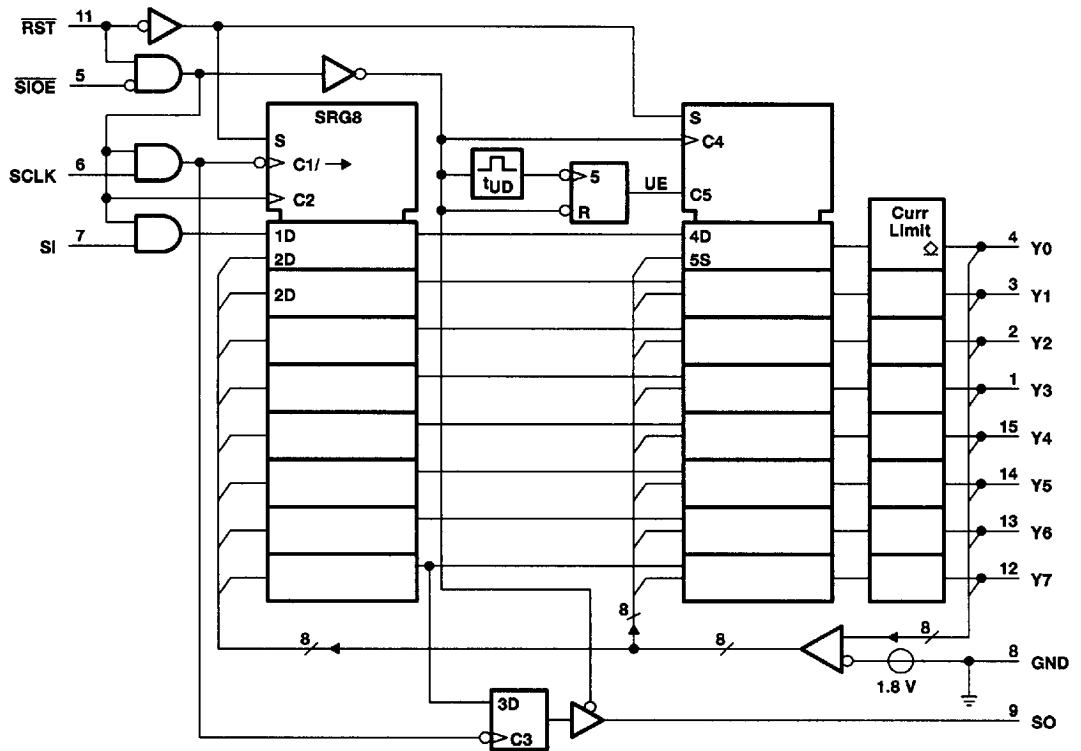 RST 11
SIOE 5
SCLK 6
SI 7
SRG8
S
C1/ →
C2
1D
2D
2D
tUD
5
R
UE
S
C4
C5
4D
5S
Curr
Limit
4 Y0
3 Y1
2 Y2
1 Y3
15 Y4
14 Y5
13 Y6
12 Y7
8
8
8
8
8 GND
1.8 V
3D
C3
9 SO